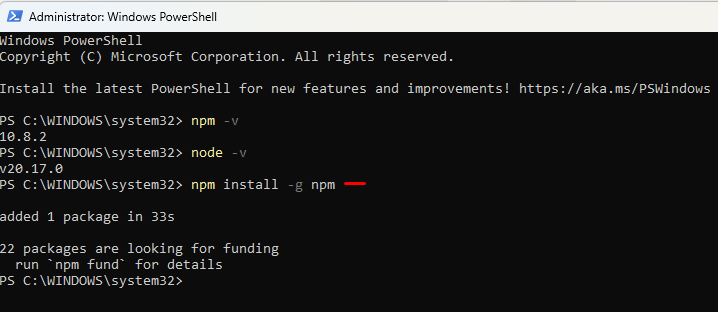 Administrator: Windows PowerShell
Windows PowerShell
Copyright (C) Microsoft Corporation. All rights reserved.
Install the latest PowerShell for new features and improvements! https://aka.ms/PSWindows
PS C:\WINDOWS\system32> npm -v
10.8.2
PS C:\WINDOWS\system32> node -v
v20.17.0
PS C:\WINDOWS\system32> npm install -g npm
added 1 package in 33s
22 packages are looking for funding
  run `npm fund` for details
PS C:\WINDOWS\system32>